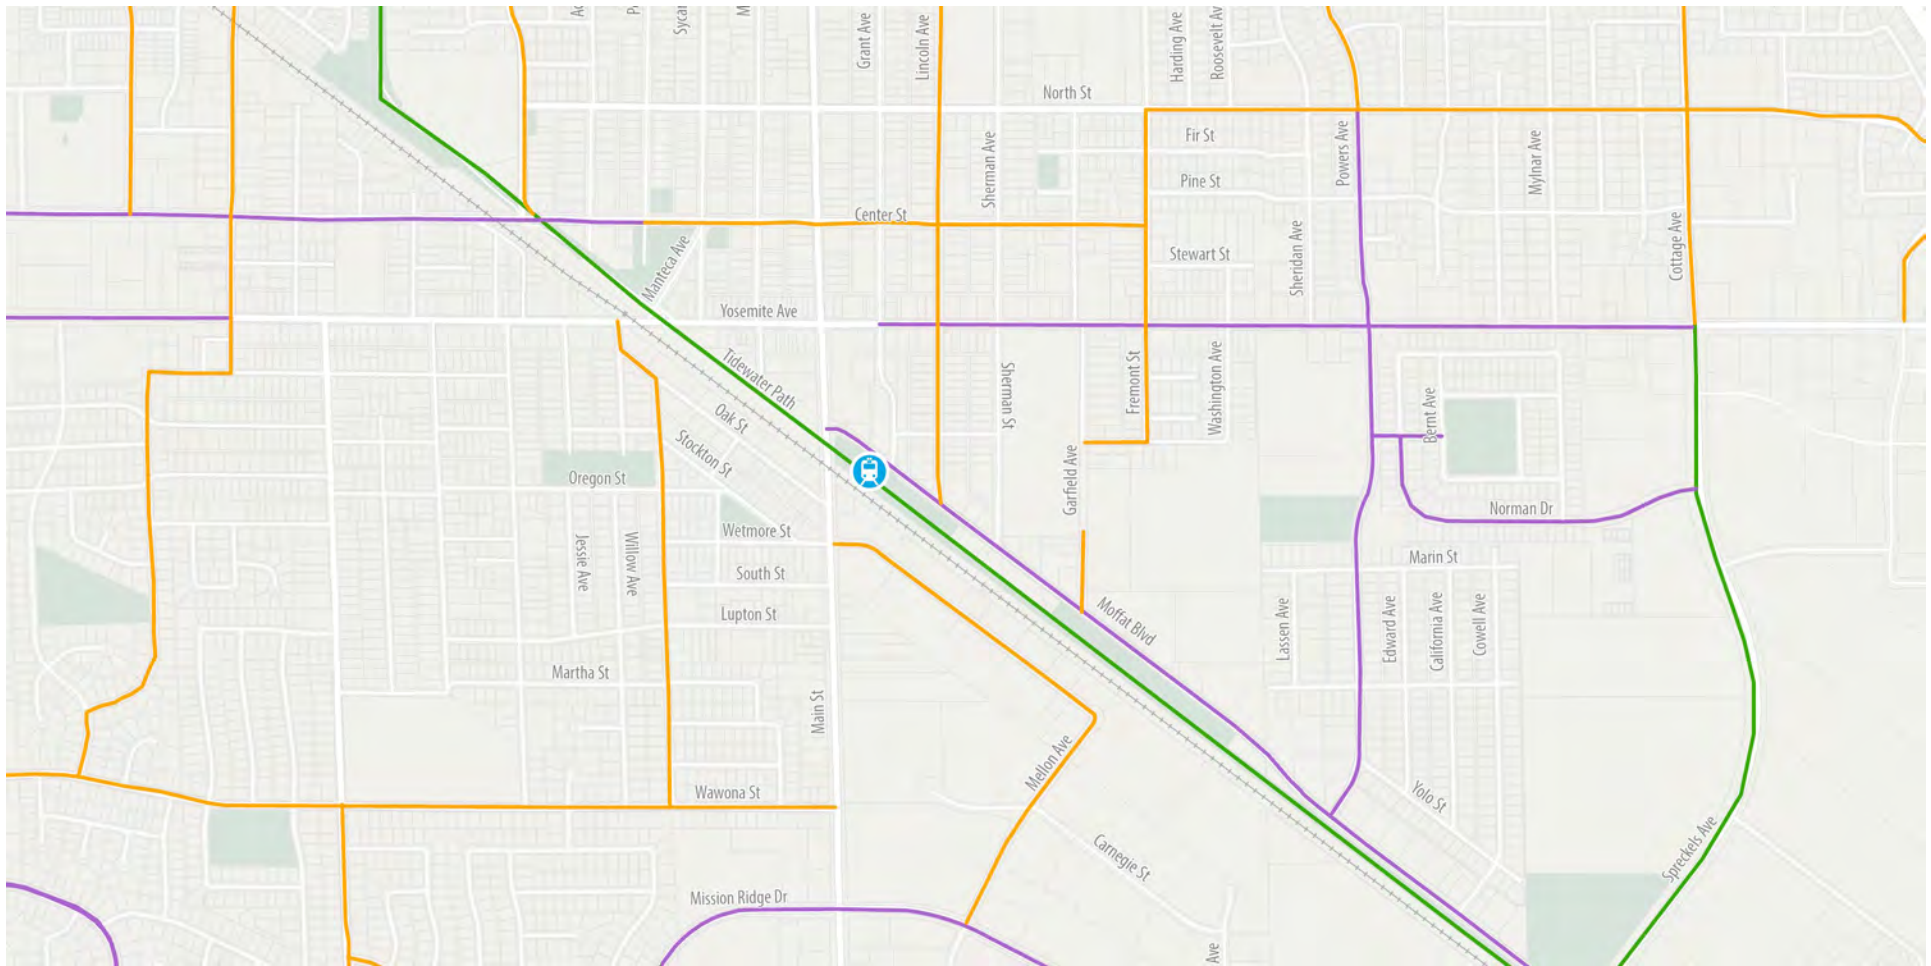 Grant Ave
Lincoln Ave
Harding Ave
North St
Fir St
Sherman Ave
Powers Ave
Mylnar Ave
Pine St
Center St
Manteca Ave
Stewart St
Sheridan Ave
Cottage Ave
Yosemite Ave
Tidewater Path
Sherman St
Fremont St
Washington Ave
Bernt Ave
Oak St
Stockton St
Oregon St
Garfield Ave
Norman Dr
Wetmore St
Jessie Ave
Willow Ave
South St
Marin St
Lupton St
Moffat Blvd
Lassen Ave
Edward Ave
California Ave
Cowell Ave
Martha St
Main St
Mellon Ave
Wawona St
Yolo St
Carnegie St
Spreckels Ave
Mission Ridge Dr
Ave